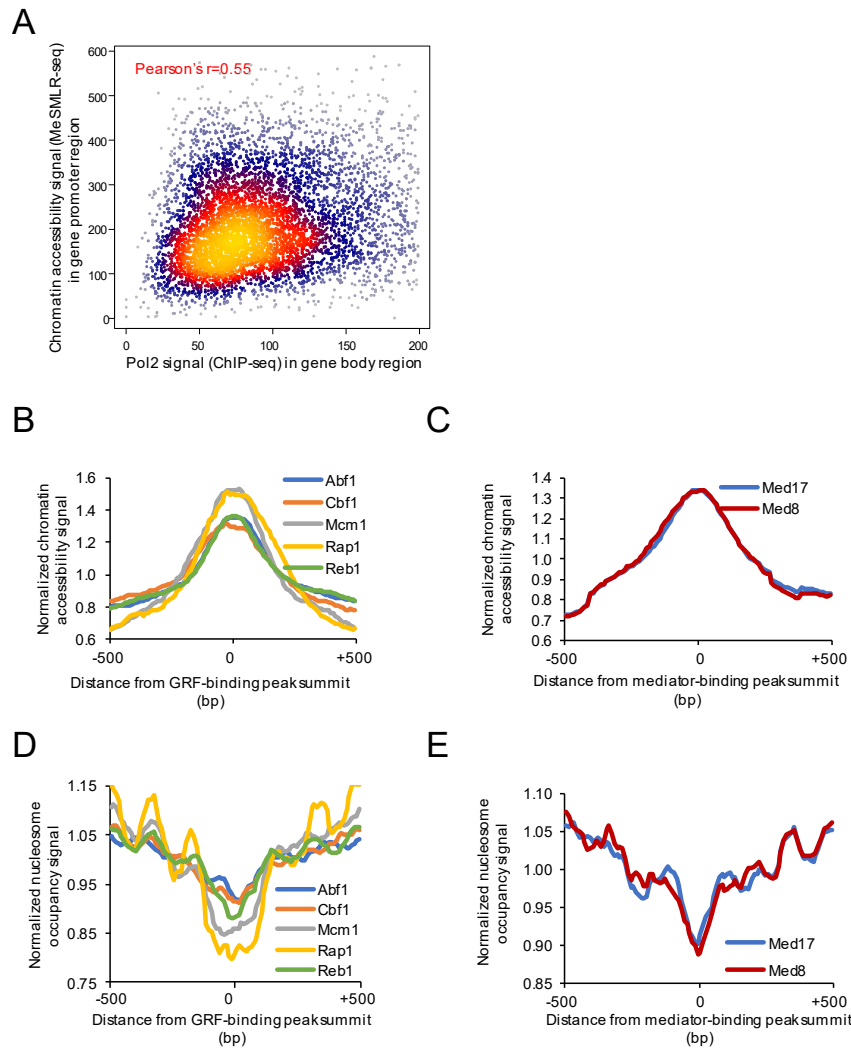 A
Chromatin accessibility signal (MeSMLR-seq)
in gene promoter region
600
500
400
300
200
100
0
Pearson's r=0.55
0
50
100
150
200
Pol2 signal (ChIP-seq) in gene body region
B
Normalized chromatin
accessibility signal
1.6
1.4
1.2
1.0
0.8
0.6
Abf1
Cbf1
Mcm1
Rap1
Reb1
-500
0
+500
Distance from GRF-binding peak summit
(bp)
C
Normalized chromatin
accessibility signal
1.4
1.3
1.2
1.1
1.0
0.9
0.8
0.7
0.6
Med17
Med8
-500
0
+500
Distance from mediator-binding peak summit
(bp)
D
Normalized nucleosome
occupancy signal
1.15
1.05
0.95
0.85
0.75
Abf1
Cbf1
Mcm1
Rap1
Reb1
-500
0
+500
Distance from GRF-binding peak summit
(bp)
E
Normalized nucleosome
occupancy signal
1.10
1.05
1.00
0.95
0.90
0.85
Med17
Med8
-500
0
+500
Distance from mediator-binding peak summit
(bp)